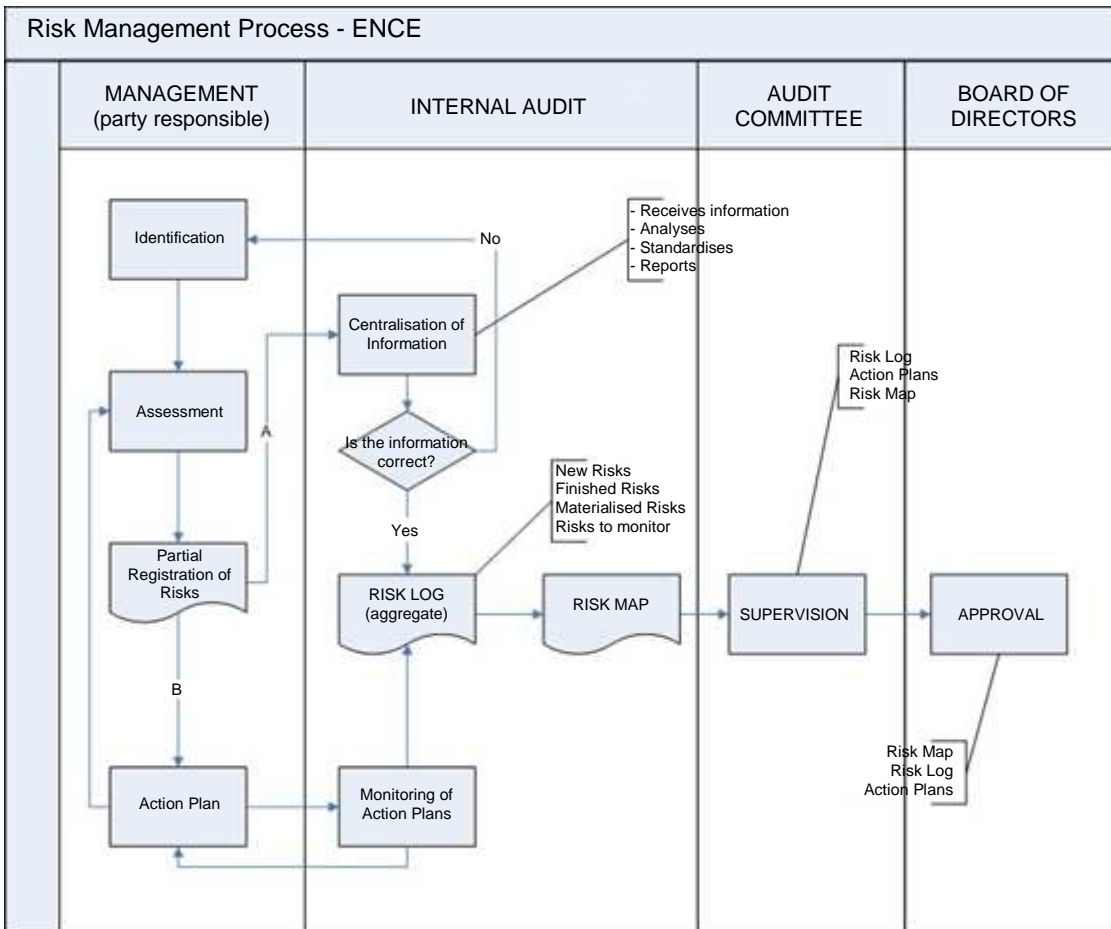 Risk Management Process - ENCE
MANAGEMENT
(party responsible)
INTERNAL AUDIT
AUDIT
COMMITTEE
BOARD OF
DIRECTORS
Identification
No
- Receives information
- Analyses
- Standardises
- Reports
Centralisation of
Information
Assessment
A
Is the information
correct?
Risk Log
Action Plans
Risk Map
New Risks
Finished Risks
Materialised Risks
Risks to monitor
Yes
Partial
Registration of
Risks
RISK LOG
(aggregate)
RISK MAP
SUPERVISION
APPROVAL
B
Risk Map
Risk Log
Action Plans
Action Plan
Monitoring of
Action Plans